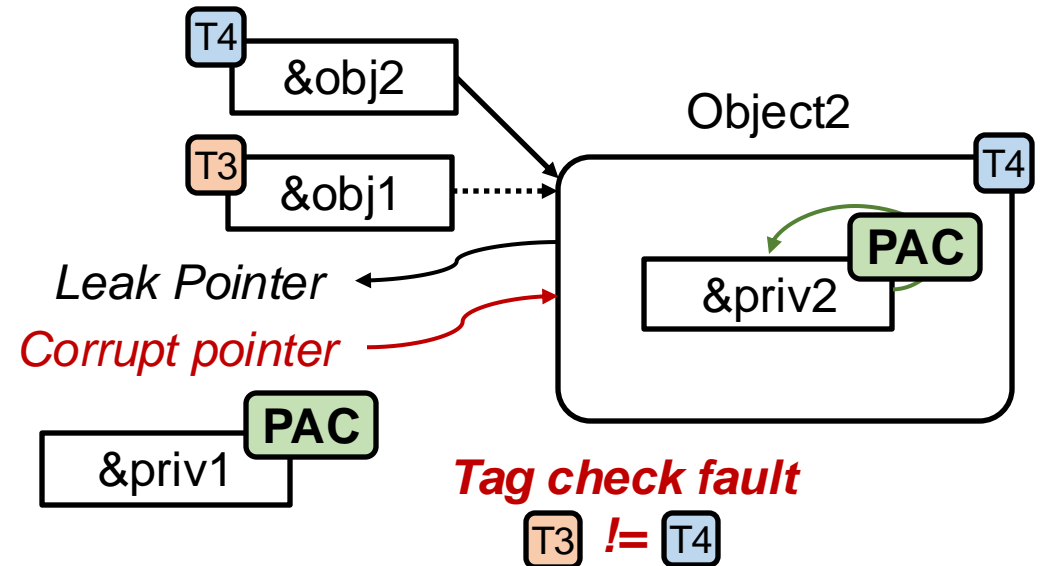 T4
&obj2
Object2
T4
T3
&obj1
PAC
&priv2
Leak Pointer
Corrupt pointer
PAC
&priv1
Tag check fault
T3 != T4